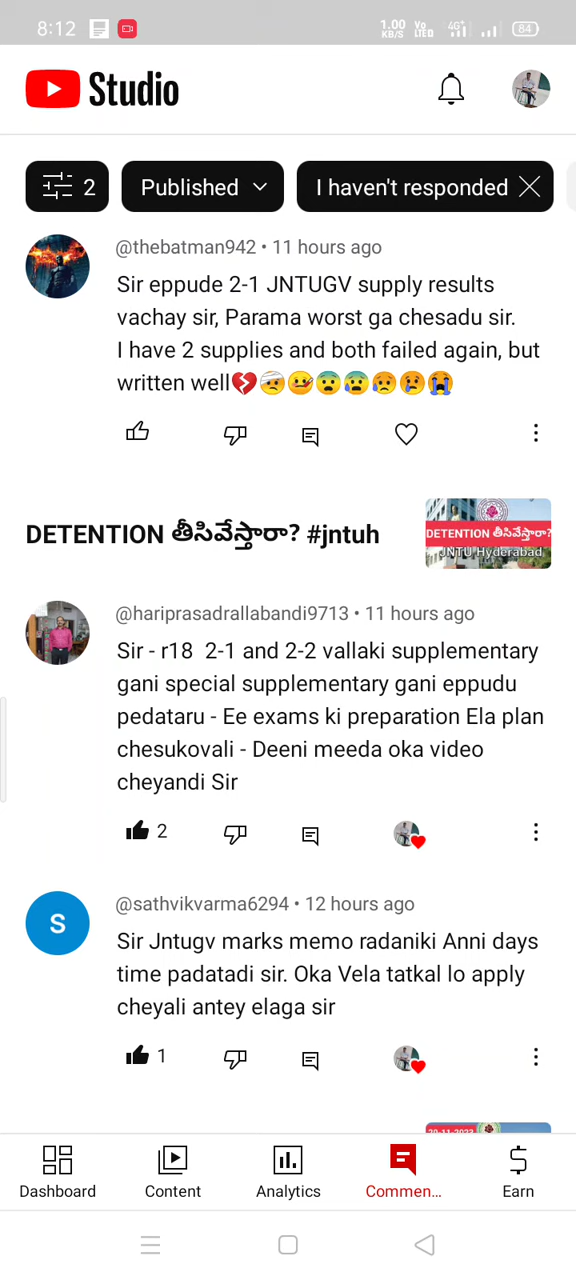 8:12
1.00 KB/S
Vo LTE
4G+
84
Studio
2
Published
I haven't responded
@thebatman942 • 11 hours ago
Sir eppude 2-1 JNTUGV supply results
vachay sir, Parama worst ga chesadu sir.
I have 2 supplies and both failed again, but
written well💔🤕🤒😨😰😥😢😭
DETENTION తీసివేస్తారా? #jntuh
DETENTION తీసివేస్తారా?
JNTU Hyderabad
@hariprasadrallabandi9713 • 11 hours ago
Sir - r18 2-1 and 2-2 vallaki supplementary
gani special supplementary gani eppudu
pedataru - Ee exams ki preparation Ela plan
chesukovali - Deeni meeda oka video
cheyandi Sir
2
S
@sathvikvarma6294 • 12 hours ago
Sir Jntugv marks memo radaniki Anni days
time padatadi sir. Oka Vela tatkal lo apply
cheyali antey elaga sir
1
20-11-2023
Dashboard
Content
Analytics
Commen...
Earn